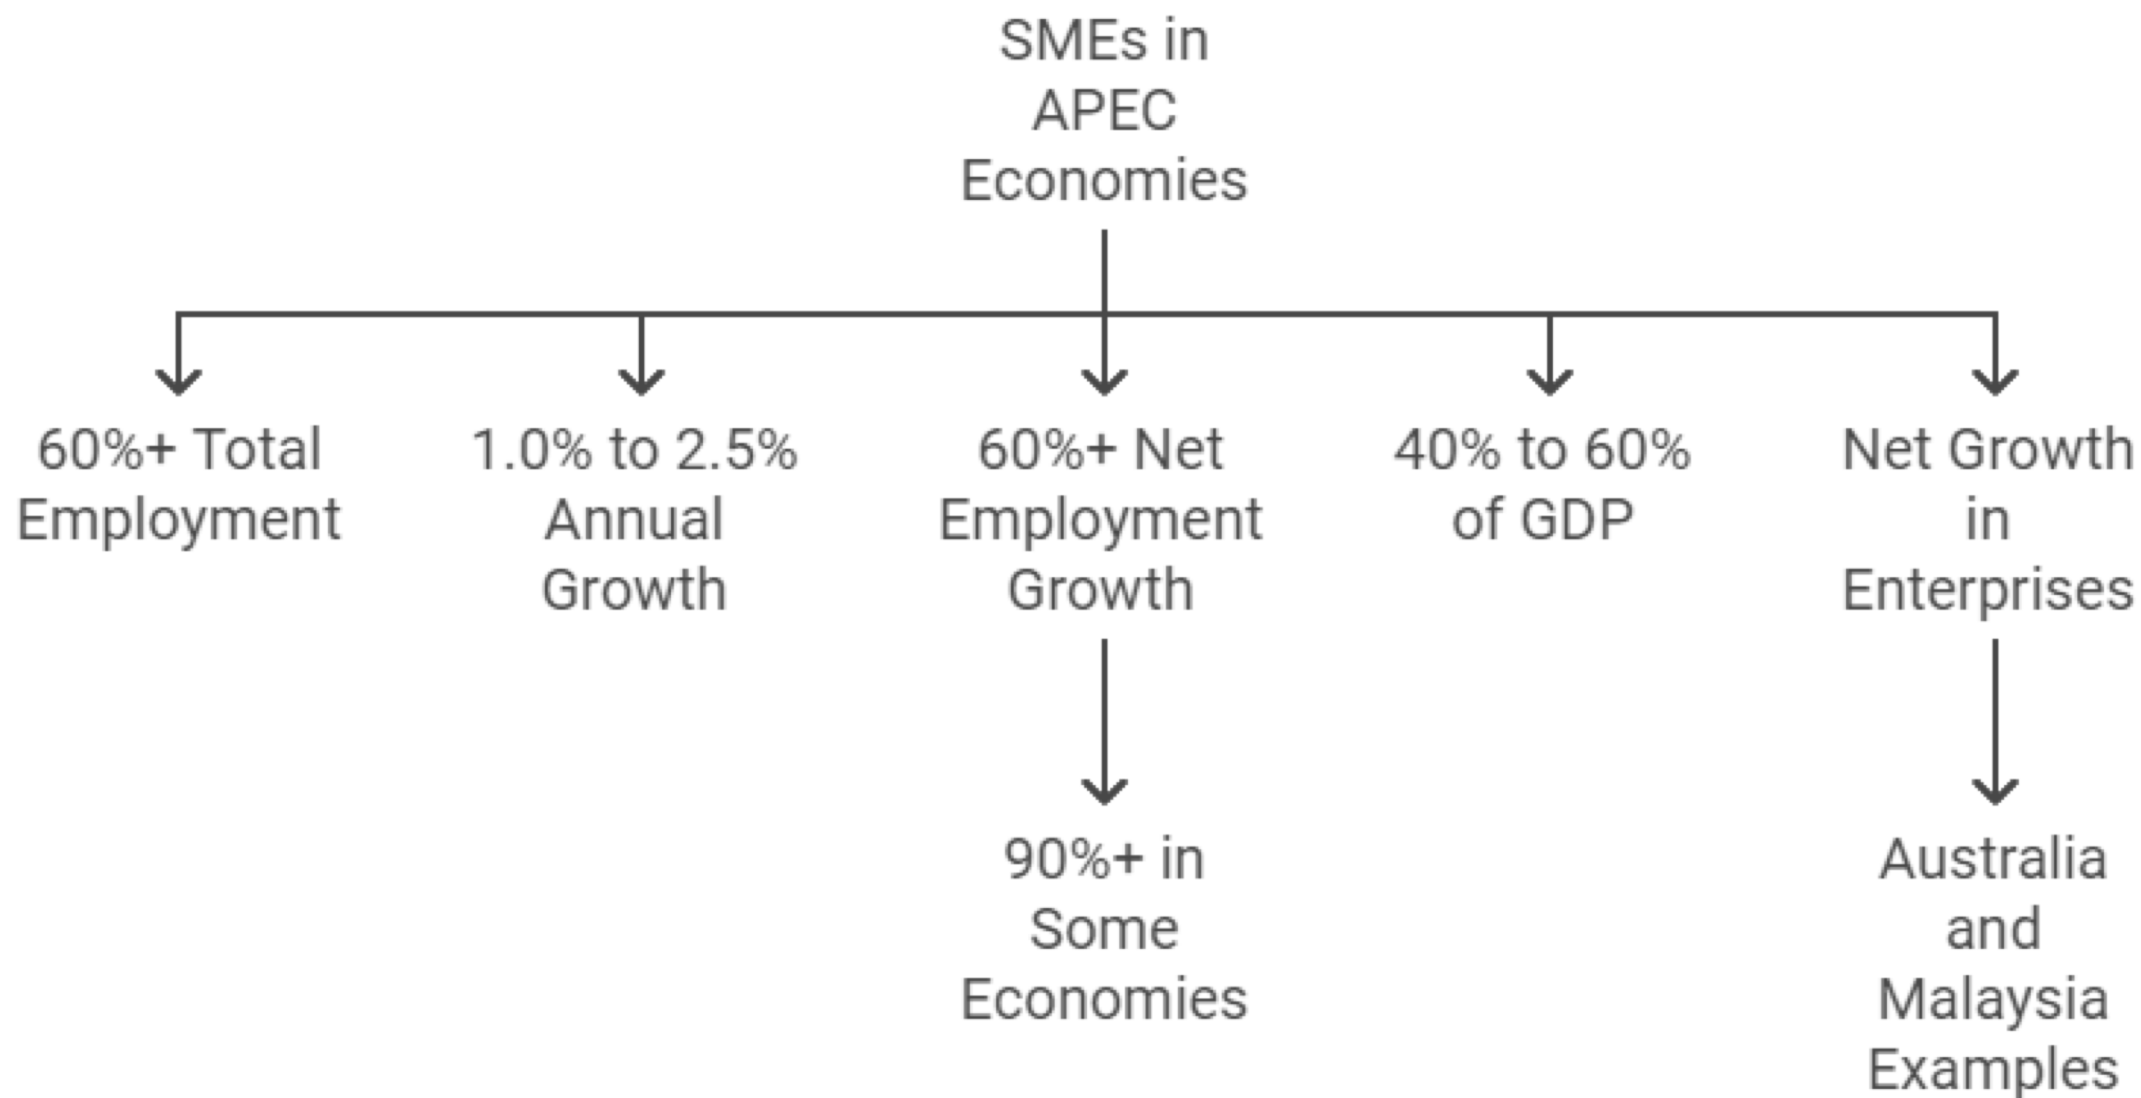 SMEs in
APEC
Economies
60%+ Total
Employment
1.0% to 2.5%
Annual
Growth
60%+ Net
Employment
Growth
40% to 60%
of GDP
Net Growth
in
Enterprises
90%+ in
Some
Economies
Australia
and
Malaysia
Examples